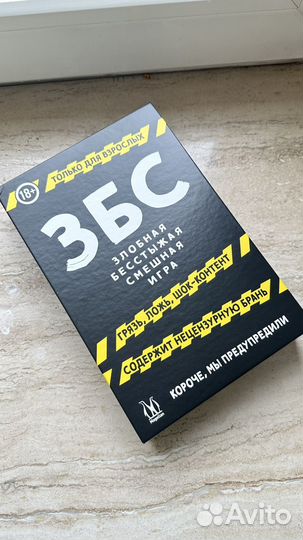 18+
ТОЛЬКО ДЛЯ ВЗРОСЛЫХ
ЗБС
ЗЛОБНАЯ
БЕССТЫЖАЯ
СМЕШНАЯ
ИГРА
ГРЯЗЬ, ЛОЖЬ, ШОК-КОНТЕНТ
СОДЕРЖИТ НЕЦЕНЗУРНУЮ БРАНЬ
КОРОЧЕ, МЫ ПРЕДУПРЕДИЛИ
Avito